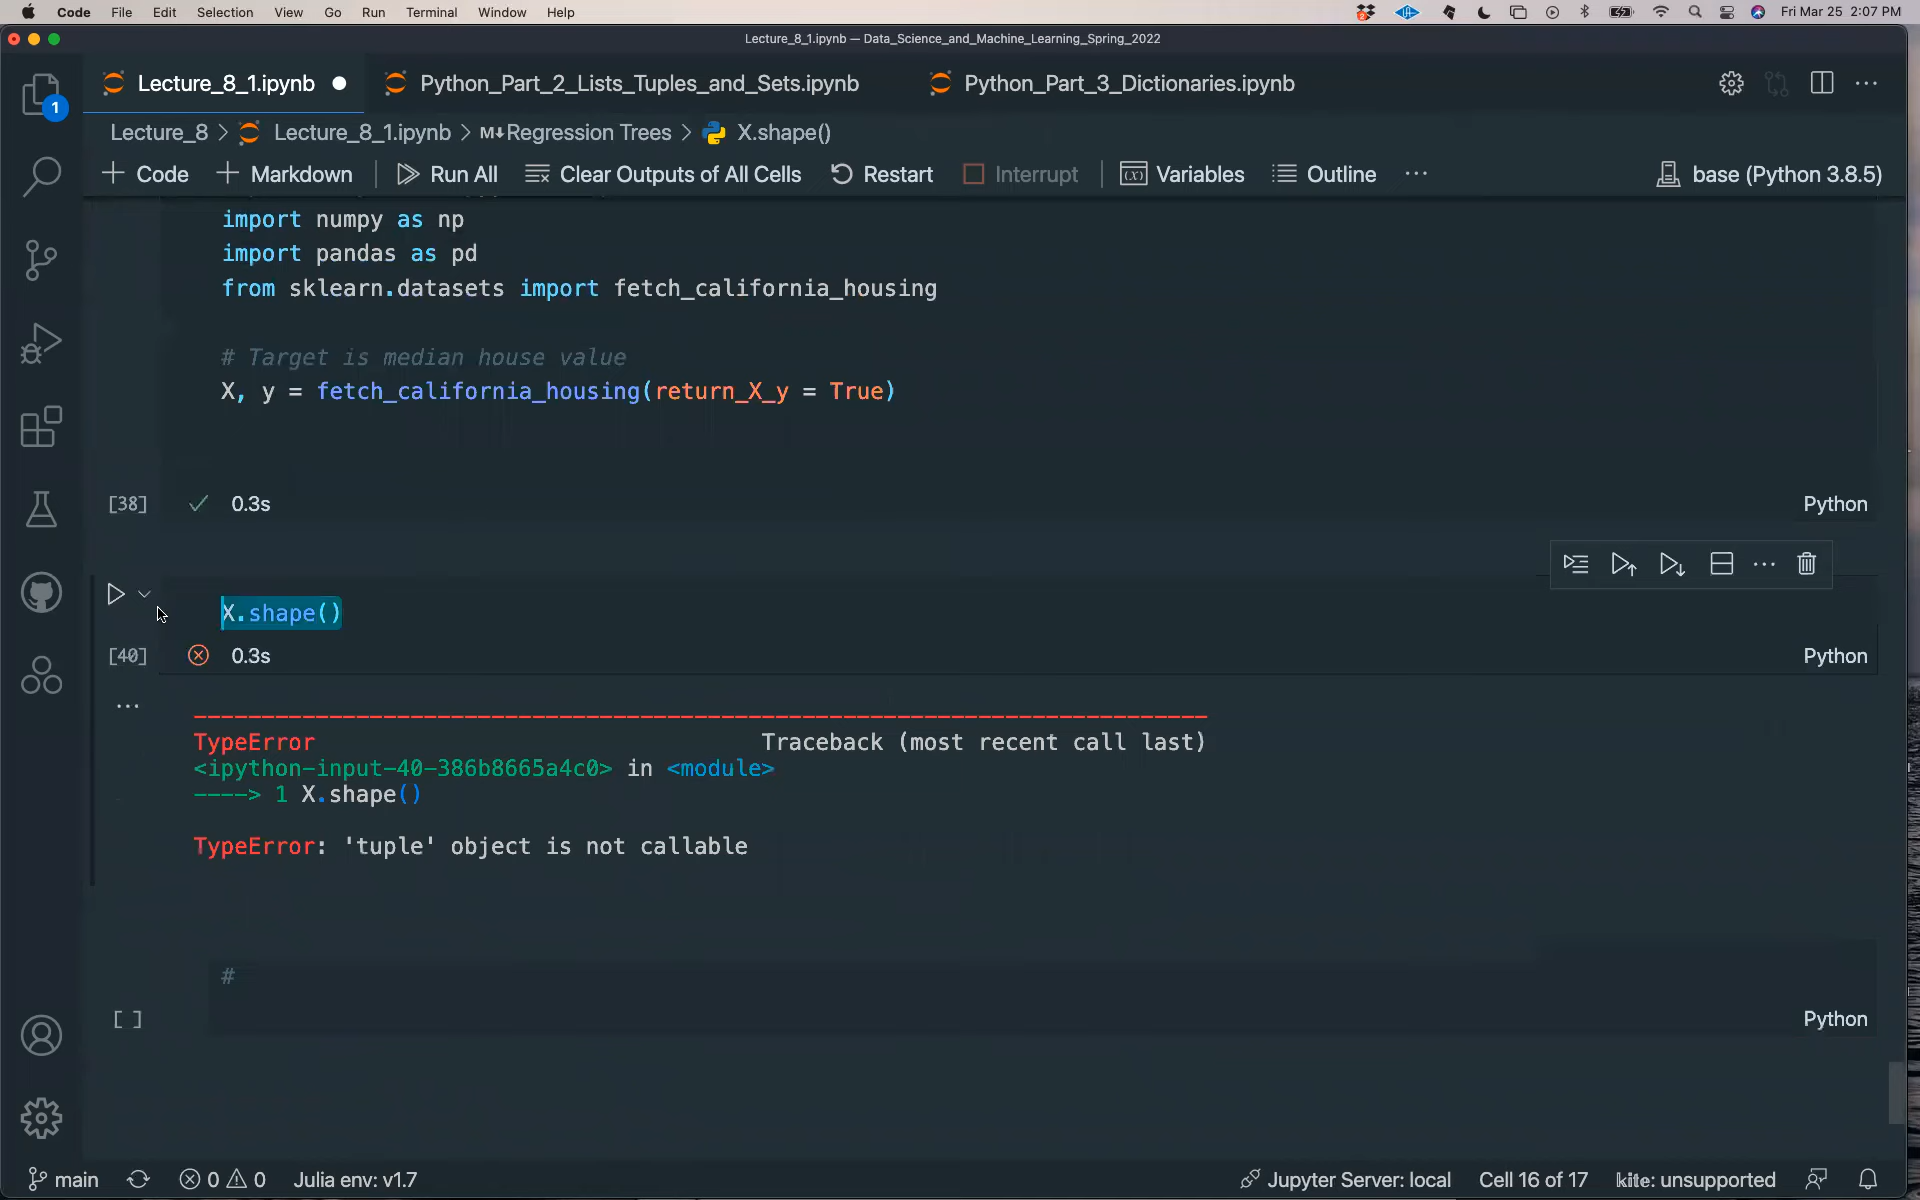 Code File Edit Selection View Go Run Terminal Window Help Fri Mar 25 2:07 PM
Lecture_8_1.ipynb — Data_Science_and_Machine_Learning_Spring_2022
Lecture_8_1.ipynb Python_Part_2_Lists_Tuples_and_Sets.ipynb Python_Part_3_Dictionaries.ipynb
1
Lecture_8 > Lecture_8_1.ipynb > M↓Regression Trees > X.shape()
+ Code + Markdown Run All Clear Outputs of All Cells Restart Interrupt Variables Outline ··· base (Python 3.8.5)
import numpy as np
import pandas as pd
from sklearn.datasets import fetch_california_housing
# Target is median house value
X, y = fetch_california_housing(return_X_y = True)
[38] 0.3s Python
X.shape()
[40] 0.3s Python
TypeError Traceback (most recent call last)
<ipython-input-40-386b8665a4c0> in <module>
----> 1 X.shape()
TypeError: 'tuple' object is not callable
#
[ ] Python
main 0 0 Julia env: v1.7 Jupyter Server: local Cell 16 of 17 kite: unsupported